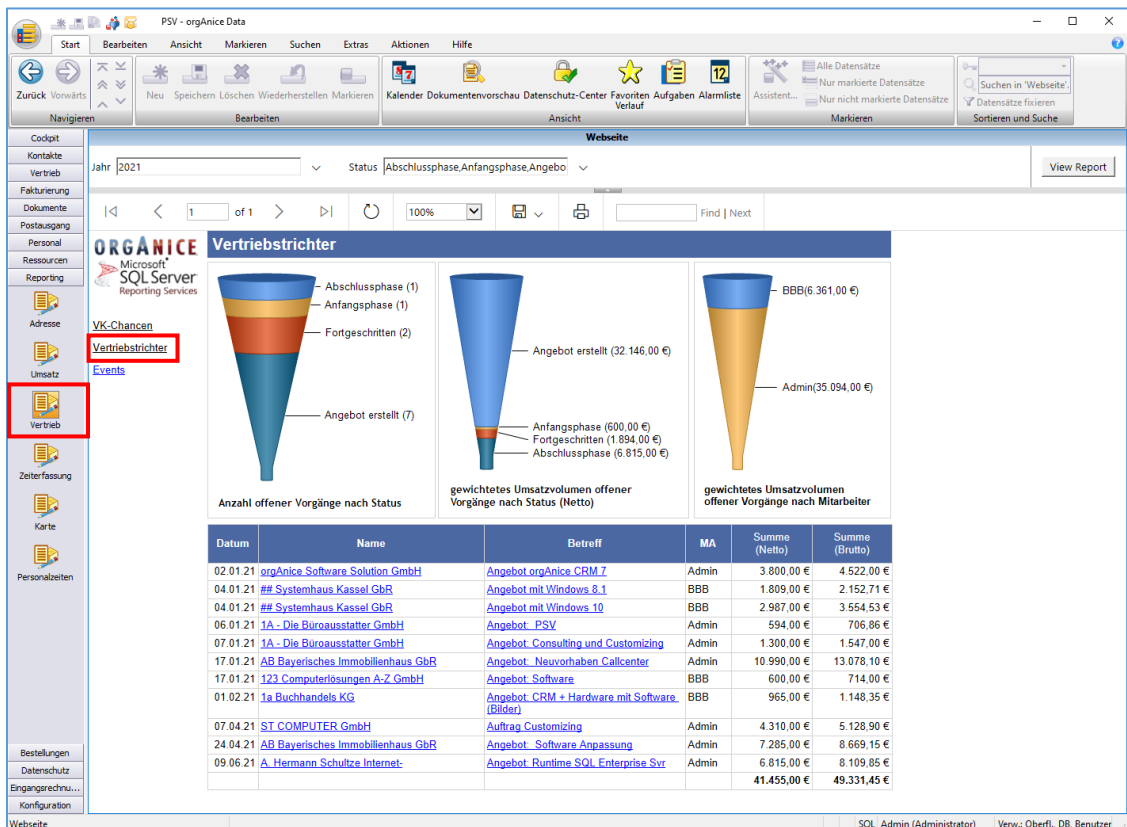 PSV - orgAnice Data
Start Bearbeiten Ansicht Markieren Suchen Extras Aktionen Hilfe
Zurück Vorwärts
Neu Speichern Löschen Wiederherstellen Markieren
Kalender Dokumentenvorschau Datenschutz-Center Favoriten Verlauf Aufgaben Alarmliste
Assistent...
Alle Datensätze
Nur markierte Datensätze
Nur nicht markierte Datensätze
Suchen in 'Webseite'.
Datensätze fixieren
Navigieren Bearbeiten Ansicht Markieren Sortieren und Suche
Cockpit
Kontakte
Vertrieb
Fakturierung
Dokumente
Postausgang
Personal
Ressourcen
Reporting
Adresse
Umsatz
Vertrieb
Zeiterfassung
Karte
Personalzeiten
Bestellungen
Datenschutz
Eingangsrechnu...
Konfiguration
Webseite
Jahr 2021 Status Abschlussphase,Anfangsphase,Angebo View Report
1 of 1 100% Find | Next
ORGANICE
Microsoft
SQL Server
Reporting Services
VK-Chancen
Vertriebstrichter
Events
Vertriebstrichter
Abschlussphase (1)
Anfangsphase (1)
Fortgeschritten (2)
Angebot erstellt (7)
Anzahl offener Vorgänge nach Status
Angebot erstellt (32.146,00 €)
Anfangsphase (600,00 €)
Fortgeschritten (1.894,00 €)
Abschlussphase (6.815,00 €)
gewichtetes Umsatzvolumen offener
Vorgänge nach Status (Netto)
BBB(6.361,00 €)
Admin(35.094,00 €)
gewichtetes Umsatzvolumen
offener Vorgänge nach Mitarbeiter
Datum Name Betreff MA Summe (Netto) Summe (Brutto)
02.01.21 orgAnice Software Solution GmbH Angebot orgAnice CRM 7 Admin 3.800,00 € 4.522,00 €
04.01.21 ## Systemhaus Kassel GbR Angebot mit Windows 8.1 BBB 1.809,00 € 2.152,71 €
04.01.21 ## Systemhaus Kassel GbR Angebot mit Windows 10 BBB 2.987,00 € 3.554,53 €
06.01.21 1A - Die Büroausstatter GmbH Angebot: PSV Admin 594,00 € 706,86 €
07.01.21 1A - Die Büroausstatter GmbH Angebot: Consulting und Customizing Admin 1.300,00 € 1.547,00 €
17.01.21 AB Bayerisches Immobilienhaus GbR Angebot: Neuvorhaben Callcenter Admin 10.990,00 € 13.078,10 €
17.01.21 123 Computerlösungen A-Z GmbH Angebot: Software BBB 600,00 € 714,00 €
01.02.21 1a Buchhandels KG Angebot: CRM + Hardware mit Software BBB 965,00 € 1.148,35 €
(Bilder)
07.04.21 ST COMPUTER GmbH Auftrag Customizing Admin 4.310,00 € 5.128,90 €
24.04.21 AB Bayerisches Immobilienhaus GbR Angebot: Software Anpassung Admin 7.285,00 € 8.669,15 €
09.06.21 A. Hermann Schultze Internet- Angebot: Runtime SQL Enterprise Svr Admin 6.815,00 € 8.109,85 €
41.455,00 € 49.331,45 €
Webseite SQL Admin (Administrator) Verw.: Oberfl., DB, Benutzer